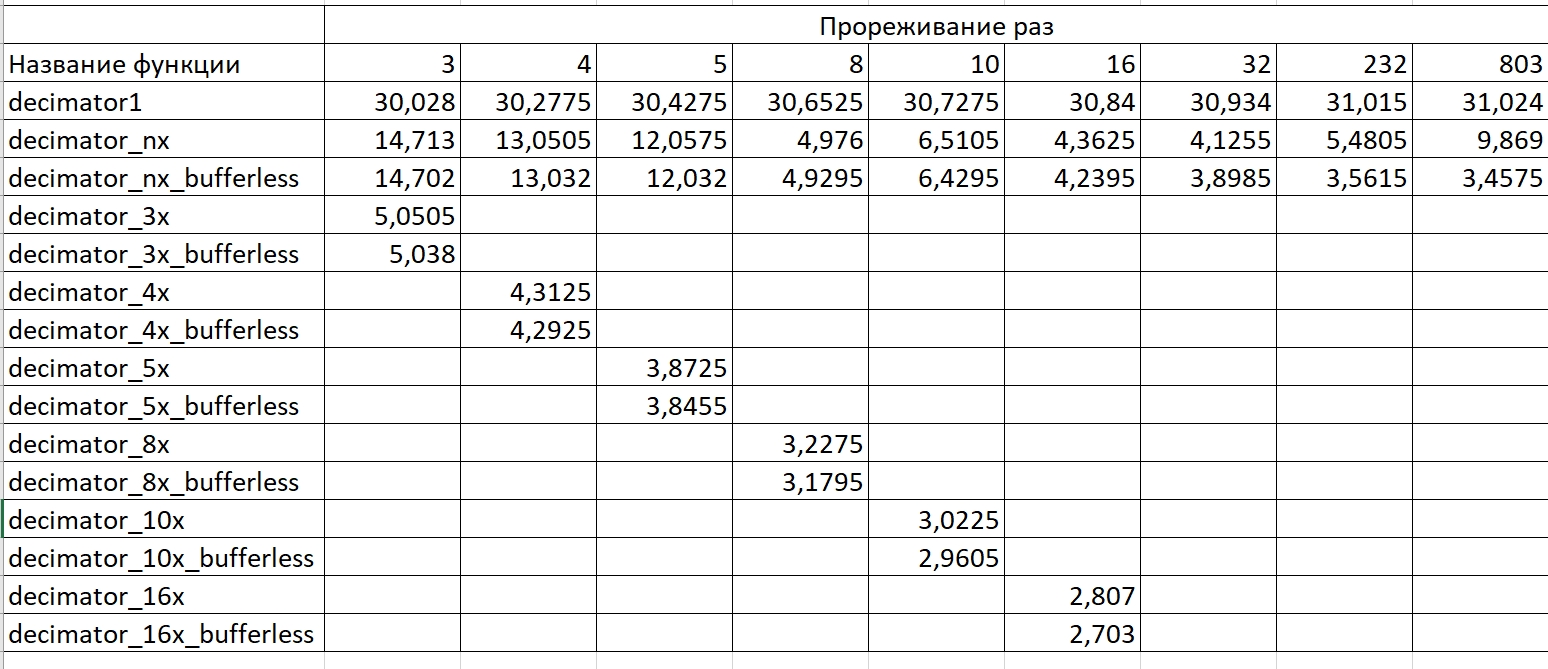 Прореживание раз
Название функции 3 4 5 8 10 16 32 232 803
decimator1 30,028 30,2775 30,4275 30,6525 30,7275 30,84 30,934 31,015 31,024
decimator_nx 14,713 13,0505 12,0575 4,976 6,5105 4,3625 4,1255 5,4805 9,869
decimator_nx_bufferless 14,702 13,032 12,032 4,9295 6,4295 4,2395 3,8985 3,5615 3,4575
decimator_3x 5,0505
decimator_3x_bufferless 5,038
decimator_4x 4,3125
decimator_4x_bufferless 4,2925
decimator_5x 3,8725
decimator_5x_bufferless 3,8455
decimator_8x 3,2275
decimator_8x_bufferless 3,1795
decimator_10x 3,0225
decimator_10x_bufferless 2,9605
decimator_16x 2,807
decimator_16x_bufferless 2,703